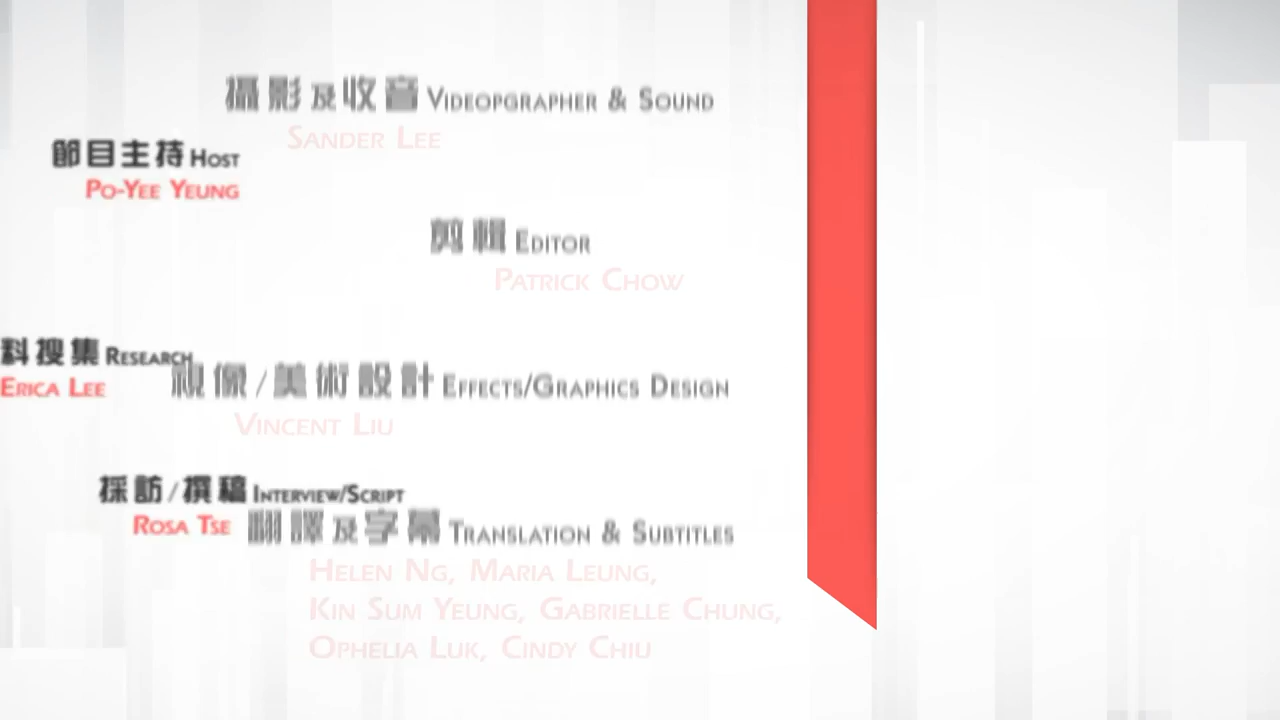 攝影及收音 VIDEOPGRAPHER & SOUND
SANDER LEE
節目主持 HOST
PO-YEE YEUNG
剪輯 EDITOR
PATRICK CHOW
料搜集 RESEARCH
ERICA LEE
視像/美術設計 EFFECTS/GRAPHICS DESIGN
VINCENT LIU
採訪/撰稿 INTERVIEW/SCRIPT
ROSA TSE
翻譯及字幕 TRANSLATION & SUBTITLES
HELEN NG, MARIA LEUNG,
KIN SUM YEUNG, GABRIELLE CHUNG,
OPHELIA LUK, CINDY CHIU